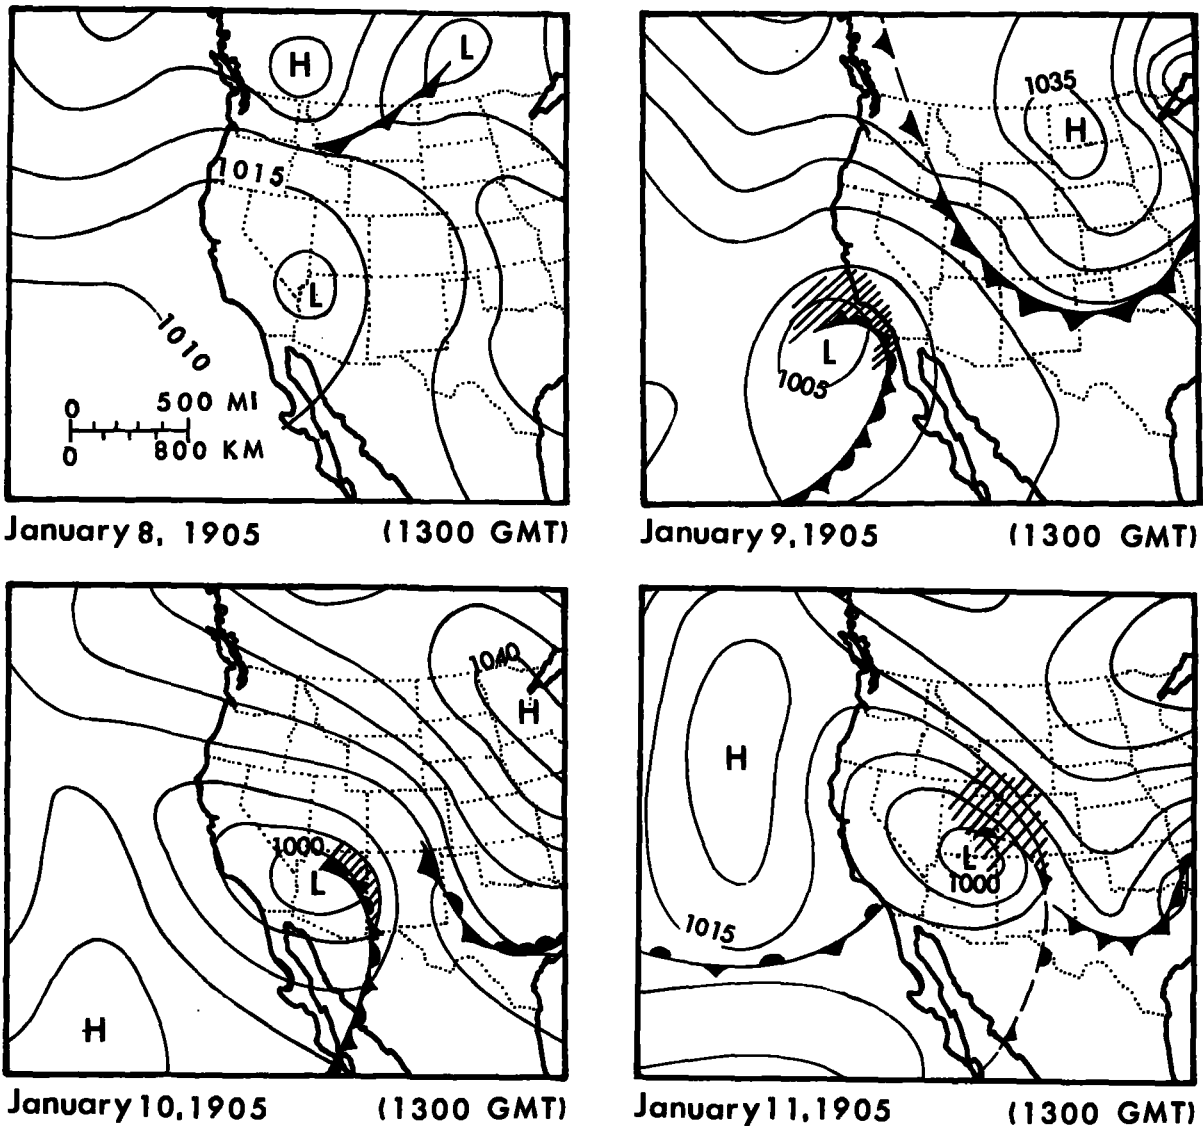 H
L
1015
L
1010
0 500 MI
0 800 KM
January 8, 1905 (1300 GMT)
1035
H
L
1005
January 9, 1905 (1300 GMT)
1040
H
1000
L
H
January 10, 1905 (1300 GMT)
H
L
1000
1015
January 11, 1905 (1300 GMT)